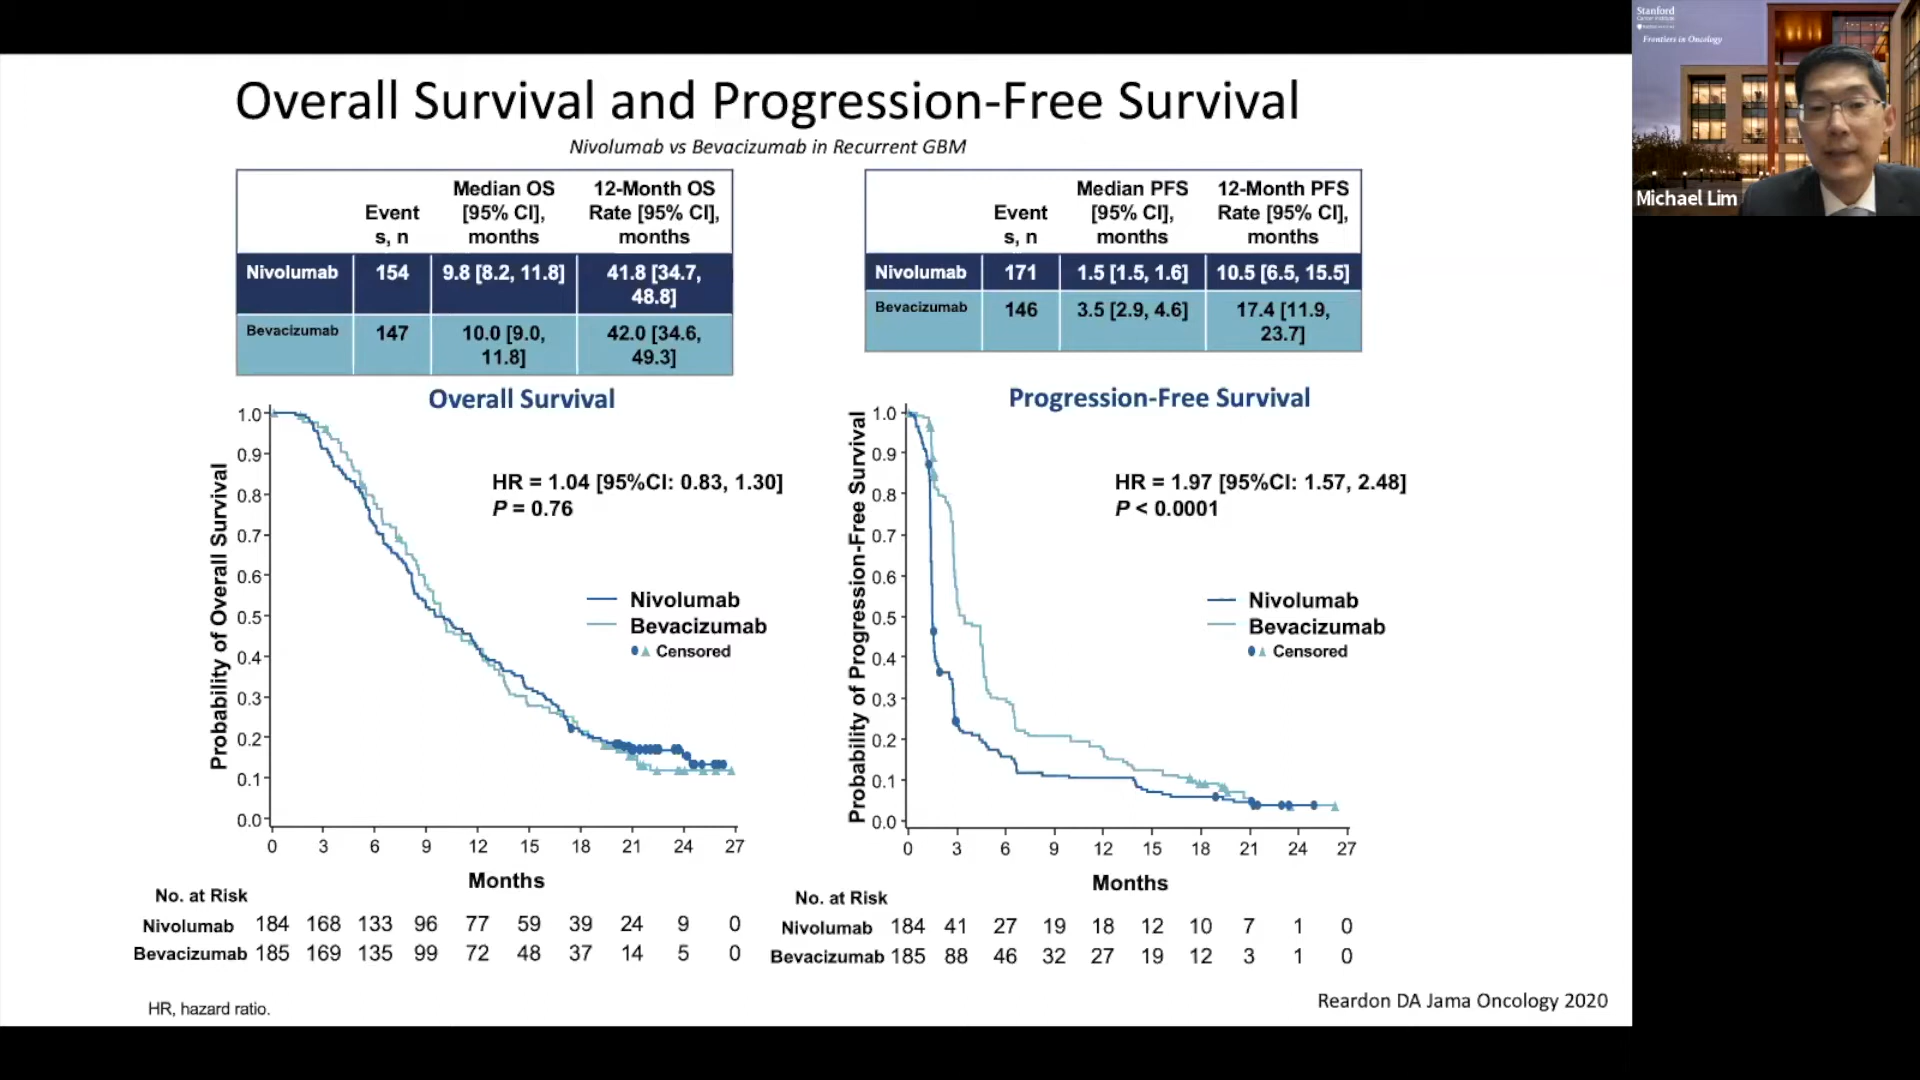 Overall Survival and Progression-Free Survival
Nivolumab vs Bevacizumab in Recurrent GBM
Event
s, n
Median OS
[95% CI],
months
12-Month OS
Rate [95% CI],
months
Nivolumab
154
9.8 [8.2, 11.8]
41.8 [34.7,
48.8]
Bevacizumab
147
10.0 [9.0,
11.8]
42.0 [34.6,
49.3]
Event
s, n
Median PFS
[95% CI],
months
12-Month PFS
Rate [95% CI],
months
Nivolumab
171
1.5 [1.5, 1.6]
10.5 [6.5, 15.5]
Bevacizumab
146
3.5 [2.9, 4.6]
17.4 [11.9,
23.7]
Overall Survival
Probability of Overall Survival
1.0
0.9
0.8
0.7
0.6
0.5
0.4
0.3
0.2
0.1
0.0
HR = 1.04 [95%CI: 0.83, 1.30]
P = 0.76
Nivolumab
Bevacizumab
Censored
0 3 6 9 12 15 18 21 24 27
Months
No. at Risk
Nivolumab 184 168 133 96 77 59 39 24 9 0
Bevacizumab 185 169 135 99 72 48 37 14 5 0
Progression-Free Survival
Probability of Progression-Free Survival
1.0
0.9
0.8
0.7
0.6
0.5
0.4
0.3
0.2
0.1
0.0
HR = 1.97 [95%CI: 1.57, 2.48]
P < 0.0001
Nivolumab
Bevacizumab
Censored
0 3 6 9 12 15 18 21 24 27
Months
No. at Risk
Nivolumab 184 41 27 19 18 12 10 7 1 0
Bevacizumab 185 88 46 32 27 19 12 3 1 0
HR, hazard ratio.
Reardon DA Jama Oncology 2020
Stanford
Cancer Institute
Frontiers in Oncology
Michael Lim